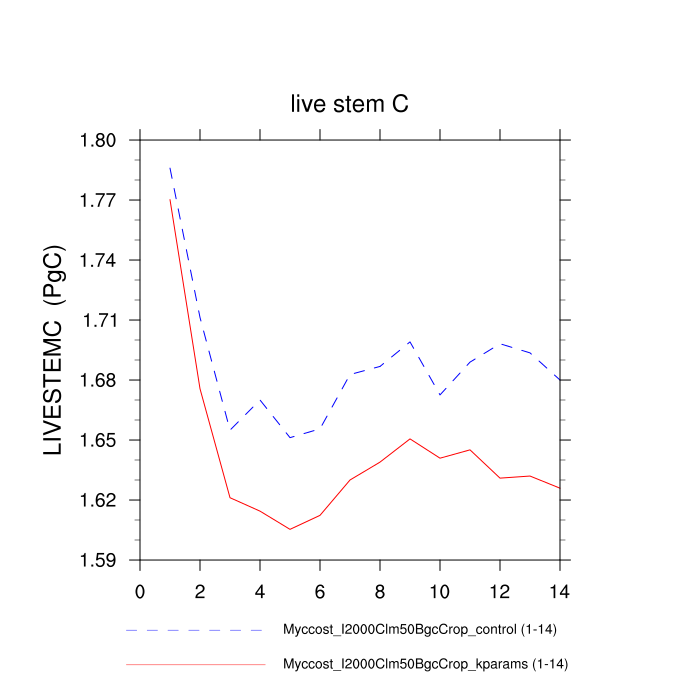 live stem C
1.80
1.77
1.74
1.71
1.68
1.65
1.62
1.59
LIVESTEMC (PgC)
0 2 4 6 8 10 12 14
Myccost_I2000Clm50BgcCrop_control (1-14)
Myccost_I2000Clm50BgcCrop_kparams (1-14)